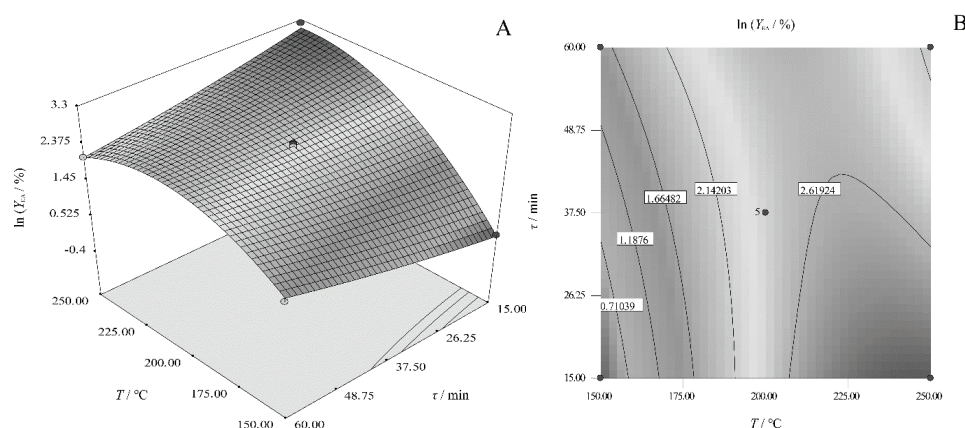 A
ln (Y_EA / %)
3.3
2.375
1.45
0.525
-0.4
250.00
225.00
200.00
175.00
150.00
T / °C
60.00
48.75
37.50
26.25
15.00
τ / min
B
ln (Y_EA / %)
60.00
48.75
37.50
26.25
15.00
τ / min
0.71039
1.1876
1.66482
2.14203
2.61924
5
150.00 175.00 200.00 225.00 250.00
T / °C